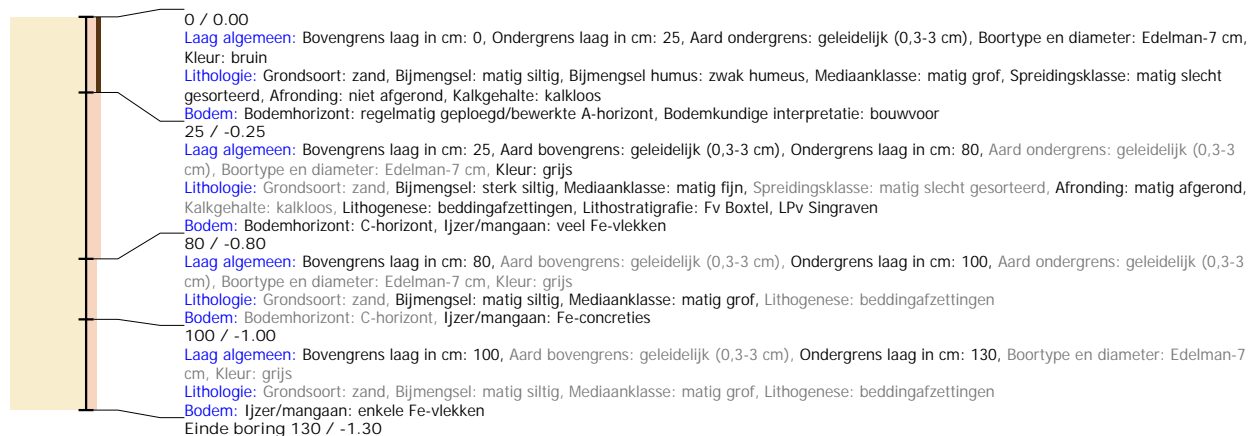 0 / 0.00
Laag algemeen: Bovengrens laag in cm: 0, Ondergrens laag in cm: 25, Aard ondergrens: geleidelijk (0,3-3 cm), Boortype en diameter: Edelman-7 cm,
Kleur: bruin
Lithologie: Grondsoort: zand, Bijmengsel: matig siltig, Bijmengsel humus: zwak humeus, Mediaanklasse: matig grof, Spreidingsklasse: matig slecht
gesorteerd, Afronding: niet afgerond, Kalkgehalte: kalkloos
Bodem: Bodemhorizont: regelmatig geploegd/bewerkte A-horizont, Bodemkundige interpretatie: bouwvoor
25 / -0.25
Laag algemeen: Bovengrens laag in cm: 25, Aard bovengrens: geleidelijk (0,3-3 cm), Ondergrens laag in cm: 80, Aard ondergrens: geleidelijk (0,3-3
cm), Boortype en diameter: Edelman-7 cm, Kleur: grijs
Lithologie: Grondsoort: zand, Bijmengsel: sterk siltig, Mediaanklasse: matig fijn, Spreidingsklasse: matig slecht gesorteerd, Afronding: matig afgerond,
Kalkgehalte: kalkloos, Lithogenese: beddingafzettingen, Lithostratigrafie: Fv Boxtel, LPv Singraven
Bodem: Bodemhorizont: C-horizont, Ijzer/mangaan: veel Fe-vlekken
80 / -0.80
Laag algemeen: Bovengrens laag in cm: 80, Aard bovengrens: geleidelijk (0,3-3 cm), Ondergrens laag in cm: 100, Aard ondergrens: geleidelijk (0,3-3
cm), Boortype en diameter: Edelman-7 cm, Kleur: grijs
Lithologie: Grondsoort: zand, Bijmengsel: matig siltig, Mediaanklasse: matig grof, Lithogenese: beddingafzettingen
Bodem: Bodemhorizont: C-horizont, Ijzer/mangaan: Fe-concreties
100 / -1.00
Laag algemeen: Bovengrens laag in cm: 100, Aard bovengrens: geleidelijk (0,3-3 cm), Ondergrens laag in cm: 130, Boortype en diameter: Edelman-7
cm, Kleur: grijs
Lithologie: Grondsoort: zand, Bijmengsel: matig siltig, Mediaanklasse: matig grof, Lithogenese: beddingafzettingen
Bodem: Ijzer/mangaan: enkele Fe-vlekken
Einde boring 130 / -1.30